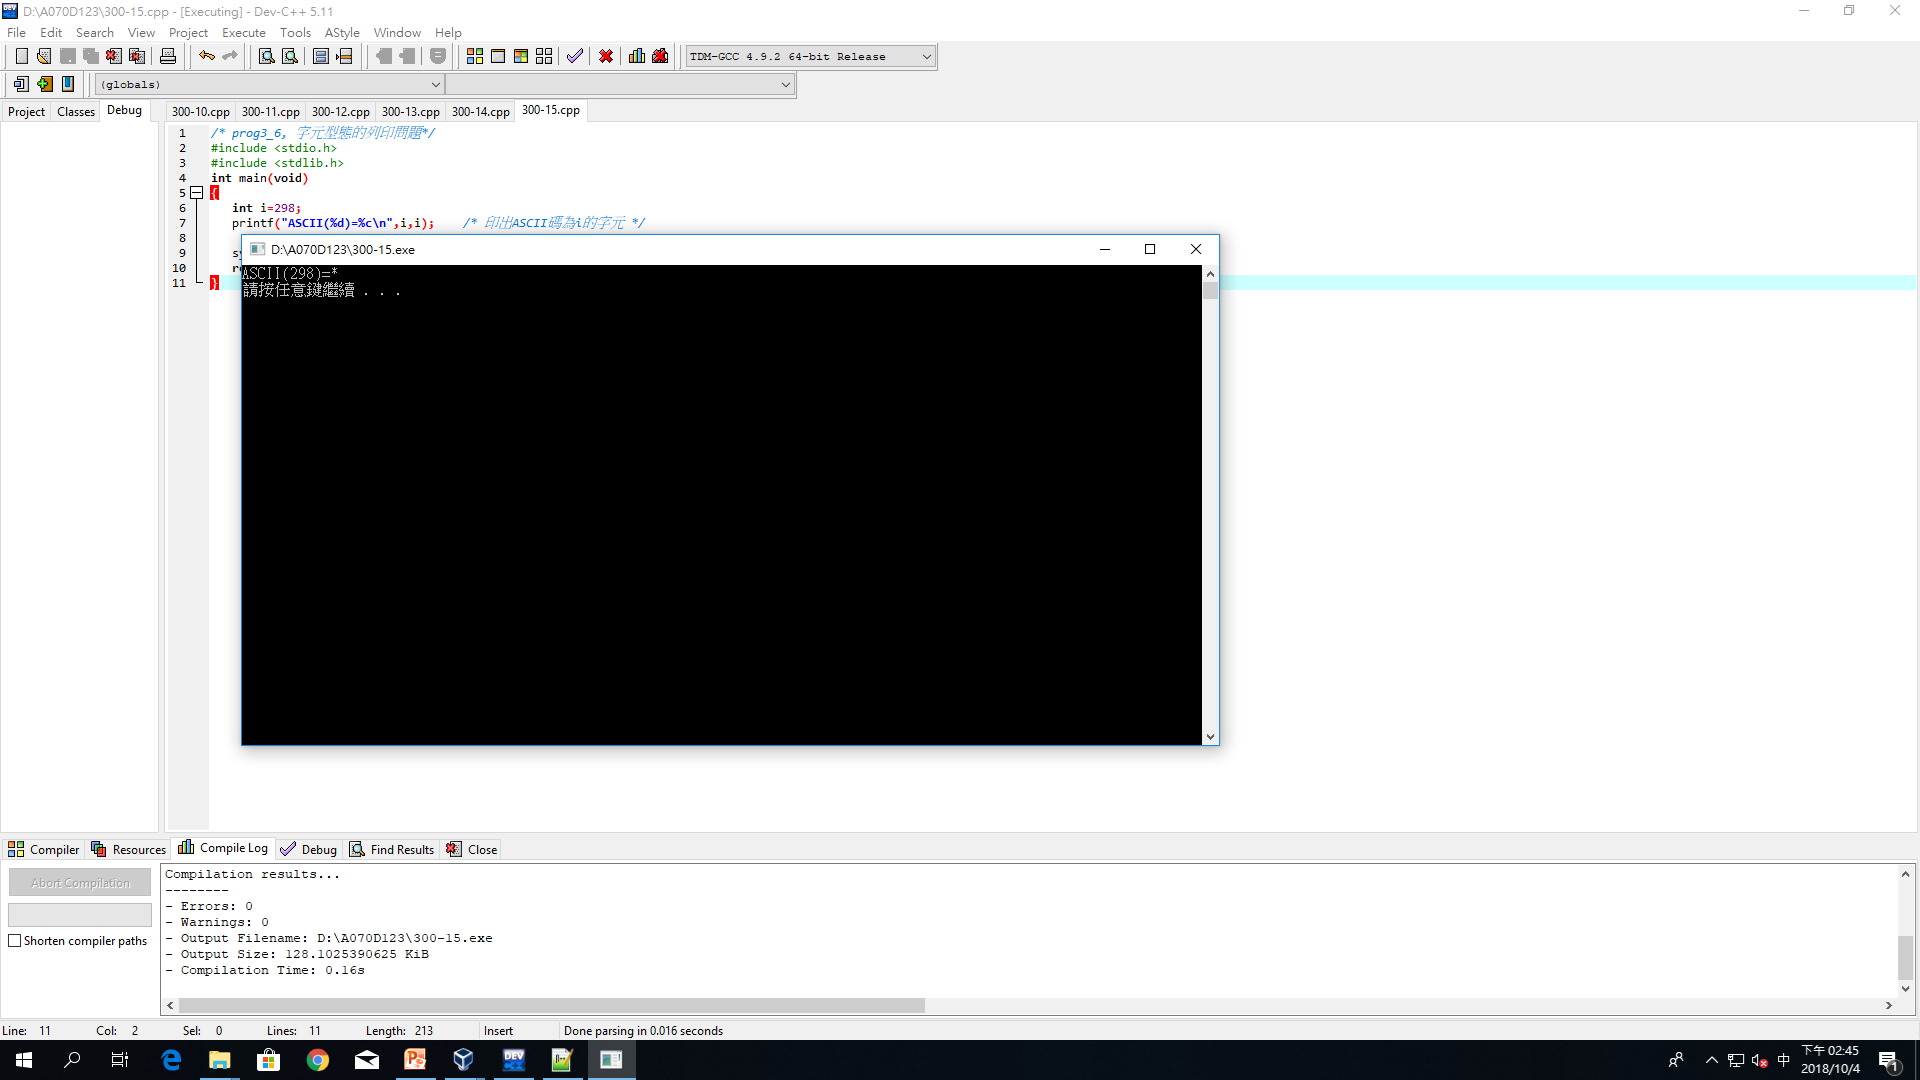 D:\A070D123\300-15.cpp - [Executing] - Dev-C++ 5.11
File Edit Search View Project Execute Tools AStyle Window Help
TDM-GCC 4.9.2 64-bit Release
(globals)
Project Classes Debug
300-10.cpp 300-11.cpp 300-12.cpp 300-13.cpp 300-14.cpp 300-15.cpp
1 /* prog3_6, 字元型態的列印問題*/
2 #include <stdio.h>
3 #include <stdlib.h>
4 int main(void)
5 {
6 int i=298;
7 printf("ASCII(%d)=%c\n",i,i); /* 印出ASCII碼為i的字元 */
8
9
10
11 }
D:\A070D123\300-15.exe
ASCII(298)=*
請按任意鍵繼續 . . .
Compiler Resources Compile Log Debug Find Results Close
Abort Compilation
Shorten compiler paths
Compilation results...
--------
- Errors: 0
- Warnings: 0
- Output Filename: D:\A070D123\300-15.exe
- Output Size: 128.1025390625 KiB
- Compilation Time: 0.16s
Line: 11 Col: 2 Sel: 0 Lines: 11 Length: 213 Insert Done parsing in 0.016 seconds
DEV
中
下午 02:45
2018/10/4
1